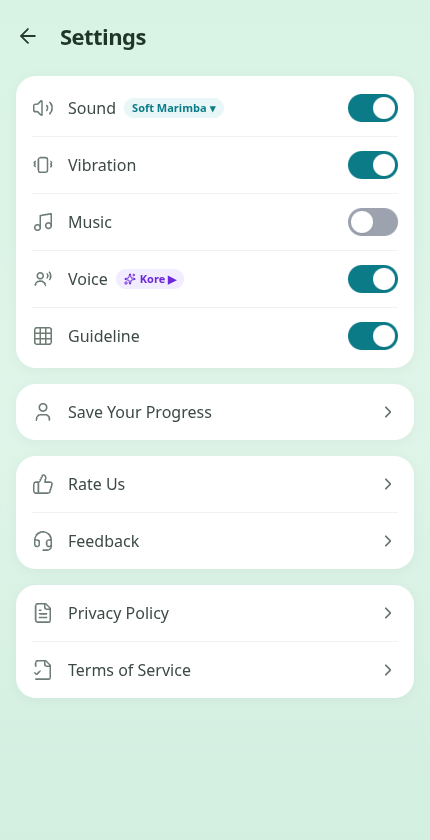 Settings
Sound Soft Marimba ▾
Vibration
Music
Voice Kore ▶
Guideline
Save Your Progress
Rate Us
Feedback
Privacy Policy
Terms of Service